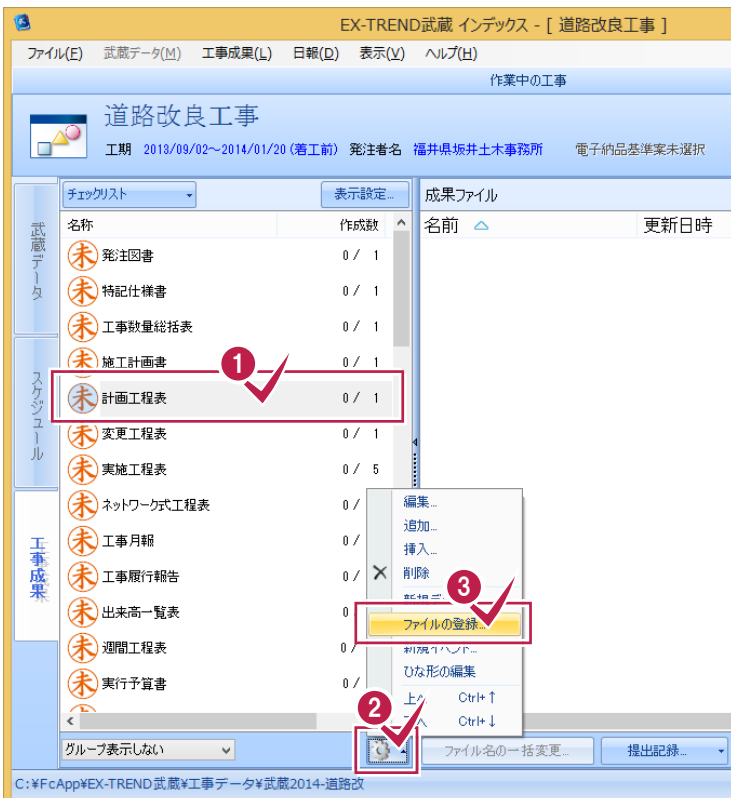 EX-TREND武蔵 インデックス - [ 道路改良工事 ]
ファイル(F) 武蔵データ(M) 工事成果(L) 日報(D) 表示(V) ヘルプ(H)
作業中の工事
道路改良工事
工期 2013/09/02～2014/01/20 (着工前) 発注者名 福井県坂井土木事務所 電子納品基準案未選択
武蔵データ
スケジュール
工事成果
チェックリスト 表示設定...
名称 作成数
未 発注図書 0 / 1
未 特記仕様書 0 / 1
未 工事数量総括表 0 / 1
未 施工計画書 0 / 1
1
未 計画工程表 0 / 1
未 変更工程表 0 / 1
未 実施工程表 0 / 5
未 ネットワーク式工程表 0 /
未 工事月報 0 /
未 工事履行報告 0 /
未 出来高一覧表 0
未 週間工程表 0 /
未 実行予算書 0 /
成果ファイル
名前 更新日時
編集...
追加...
挿入...
削除
3
ファイルの登録...
新規イベント...
ひな形の編集
上へ Ctrl+↑
へ Ctrl+↓
2
グループ表示しない
ファイル名の一括変更... 提出記録...
C:¥FcApp¥EX-TREND武蔵¥工事データ¥武蔵2014-道路改